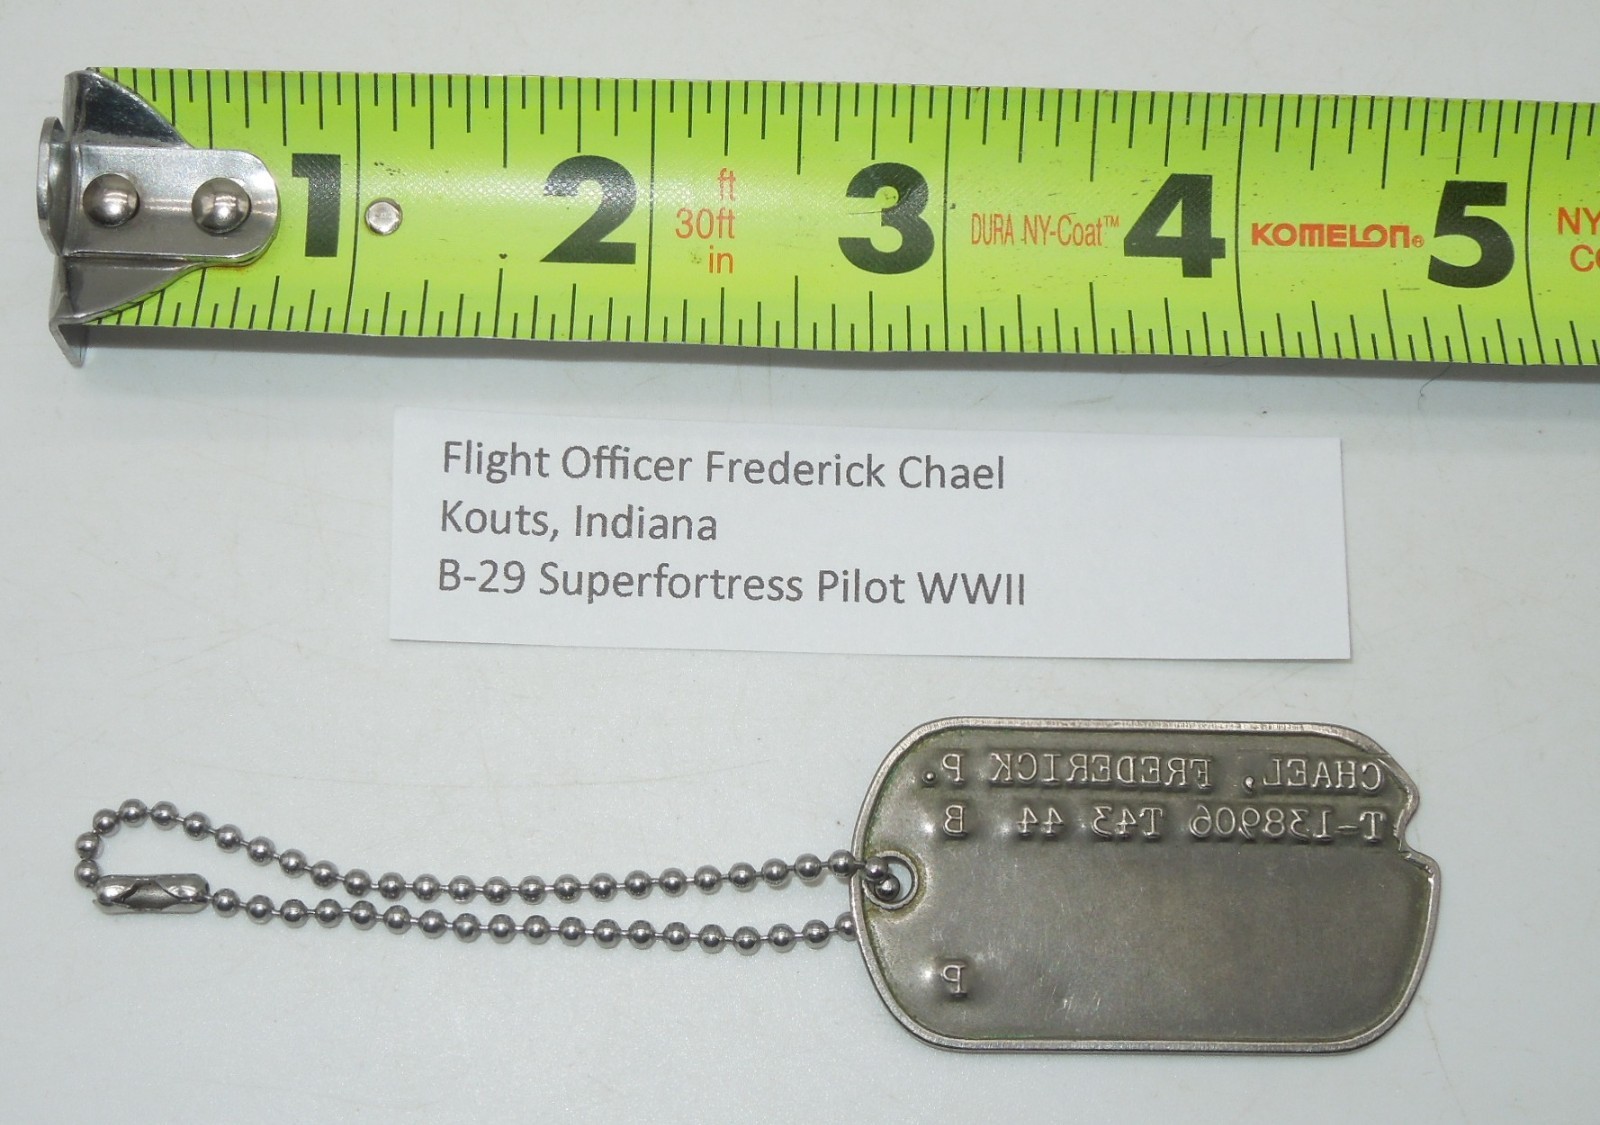 1 2 3 4 5
ft
30ft
in
DURA NY-Coat™
KOMELON®
NY
Flight Officer Frederick Chael
Kouts, Indiana
B-29 Superfortress Pilot WWII
CHAEL, FREDERICK P.
T-138906 T43 44 B
P